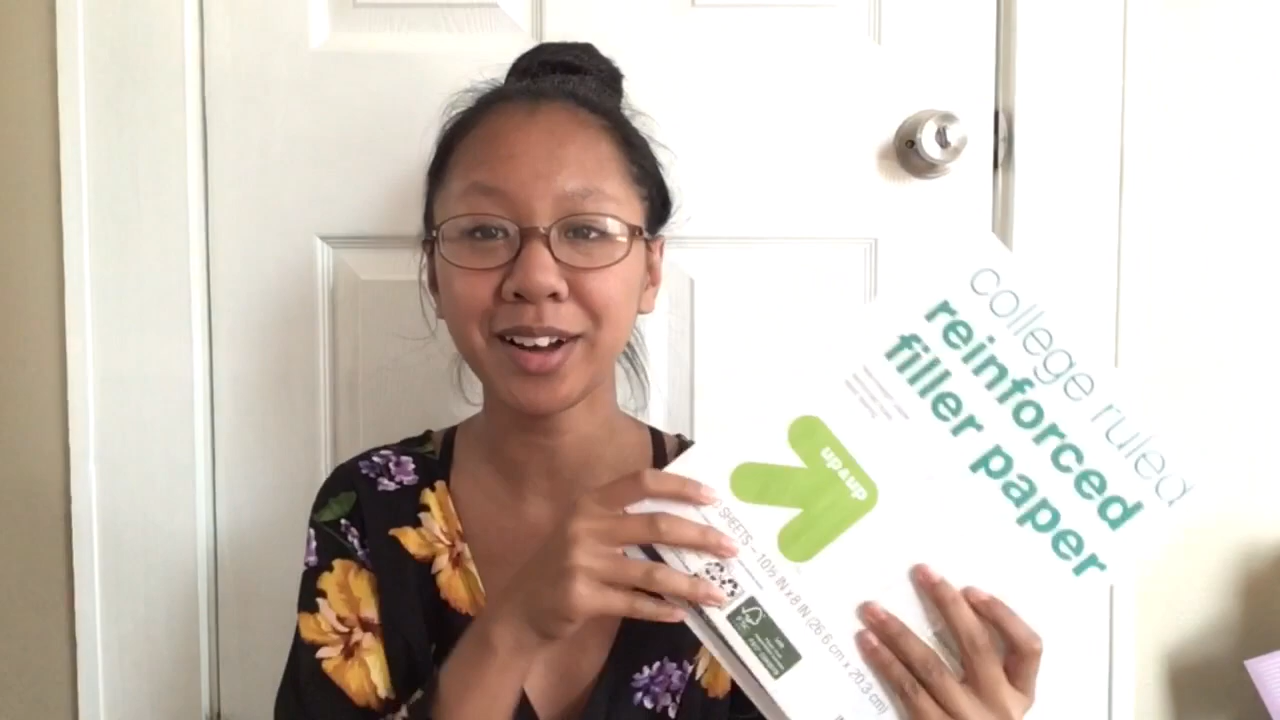 college ruled
reinforced
filler paper
up&up
SHEETS – 10½ IN x 8 IN (26.6 cm x 20.3 cm)
FSC